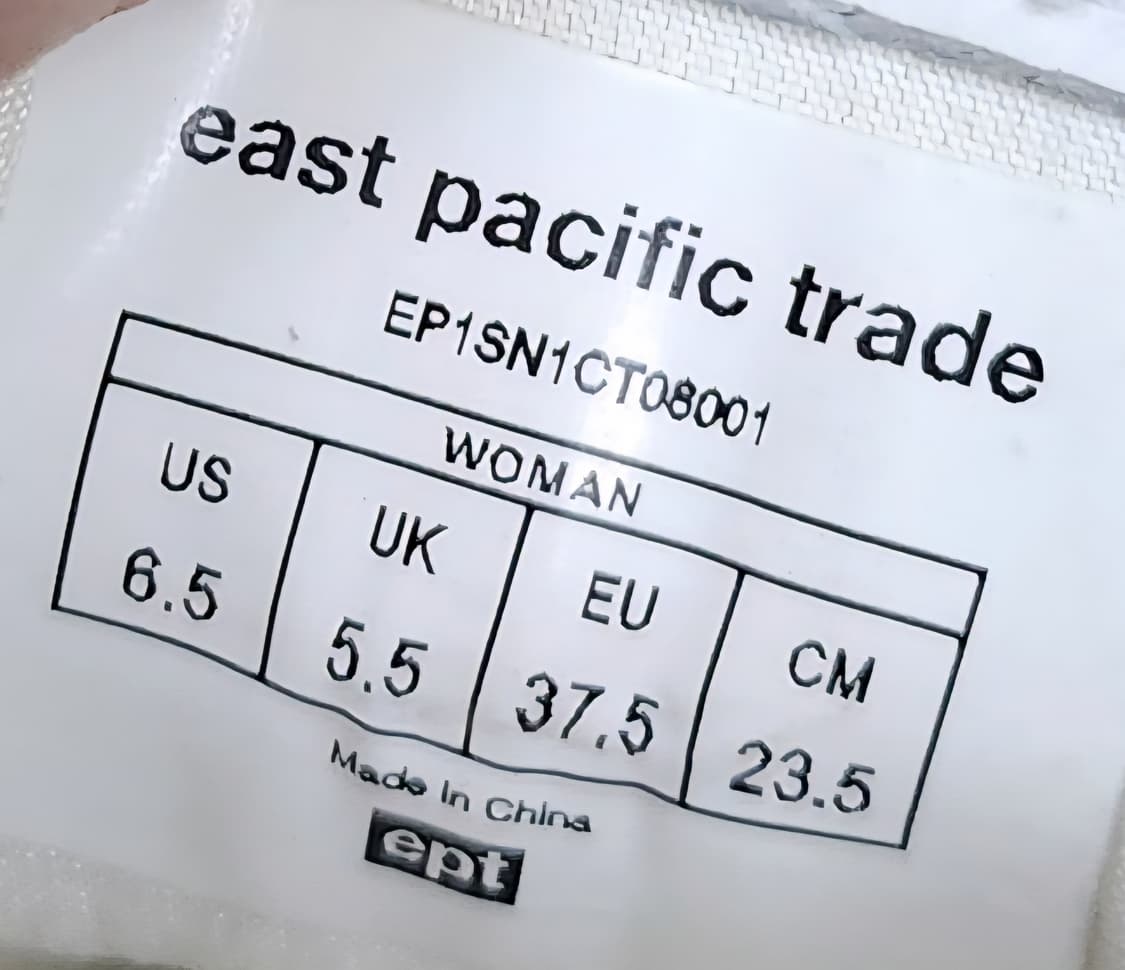 east pacific trade
EP1SN1CT08001
WOMAN
US UK EU CM
6.5 5.5 37.5 23.5
Made In China
ept